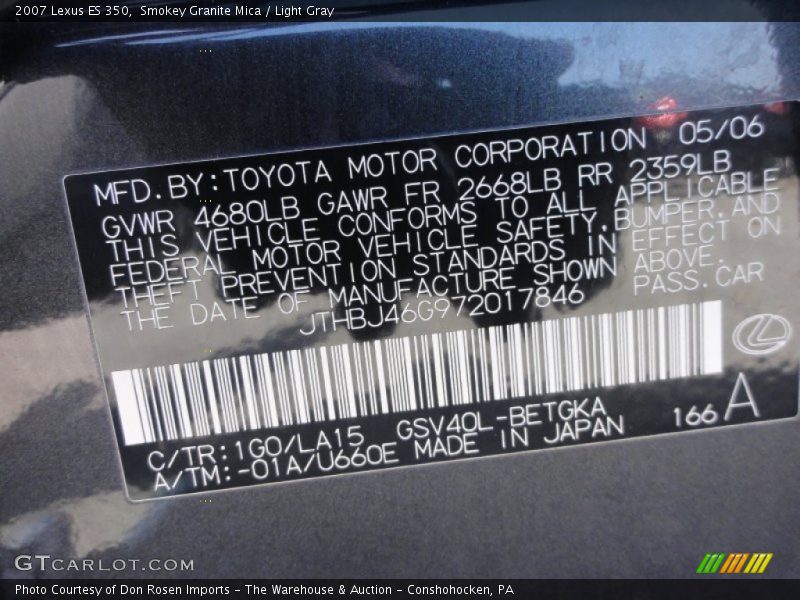 2007 Lexus ES 350, Smokey Granite Mica / Light Gray
MFD. BY: TOYOTA MOTOR CORPORATION 05/06
GVWR 4680LB GAWR FR 2668LB RR 2359LB
THIS VEHICLE CONFORMS TO ALL APPLICABLE
FEDERAL MOTOR VEHICLE SAFETY, BUMPER, AND
THEFT PREVENTION STANDARDS IN EFFECT ON
THE DATE OF MANUFACTURE SHOWN ABOVE.
JTHBJ46G972017846 PASS. CAR
C/TR: 1G0/LA15 GSV40L-BETGKA 166 A
A/TM: -01A/U660E MADE IN JAPAN
GTCARLOT.COM
Photo Courtesy of Don Rosen Imports - The Warehouse & Auction - Conshohocken, PA